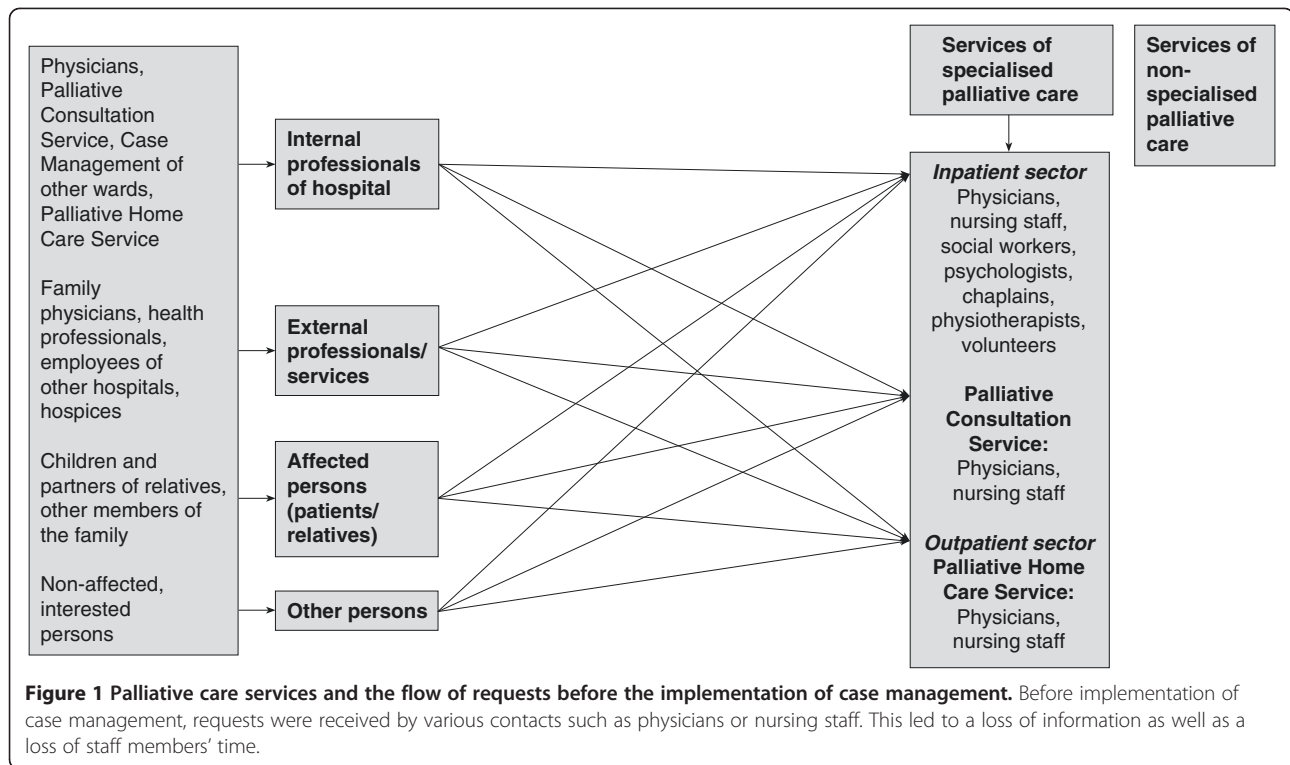 Physicians,
Palliative
Consultation
Service, Case
Management of
other wards,
Palliative Home
Care Service
Family
physicians, health
professionals,
employees of
other hospitals,
hospices
Children and
partners of relatives,
other members of
the family
Non-affected,
interested
persons
Internal
professionals
of hospital
External
professionals/
services
Affected
persons
(patients/
relatives)
Other persons
Services of
specialised
palliative care
Services of
non-
specialised
palliative
care
Inpatient sector
Physicians,
nursing staff,
social workers,
psychologists,
chaplains,
physiotherapists,
volunteers
Palliative
Consultation
Service:
Physicians,
nursing staff
Outpatient sector
Palliative Home
Care Service:
Physicians,
nursing staff
Figure 1 Palliative care services and the flow of requests before the implementation of case management. Before implementation of
case management, requests were received by various contacts such as physicians or nursing staff. This led to a loss of information as well as a
loss of staff members' time.